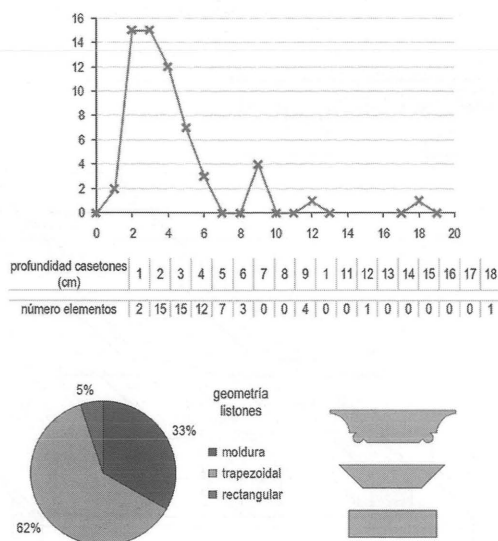 16
14
12
10
8
6
4
2
0
0 2 4 6 8 10 12 14 16 18 20
profundidad casetones (cm) 1 2 3 4 5 6 7 8 9 1 11 12 13 14 15 16 17 18
número elementos 2 15 15 12 7 3 0 0 4 0 0 1 0 0 0 0 0 1
5%
33%
62%
geometría
listones
moldura
trapezoidal
rectangular